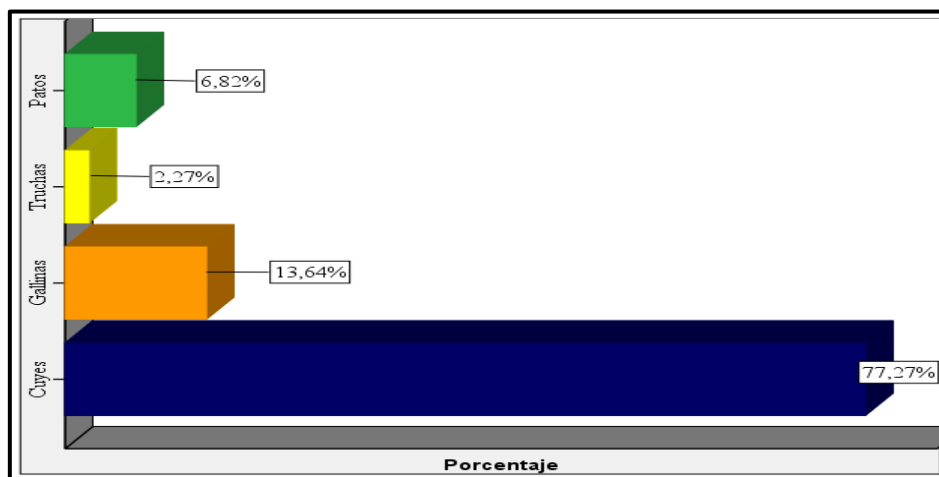 Patos
6,82%
Truchas
2,27%
Gallinas
13,64%
Cuyes
77,27%
Porcentaje